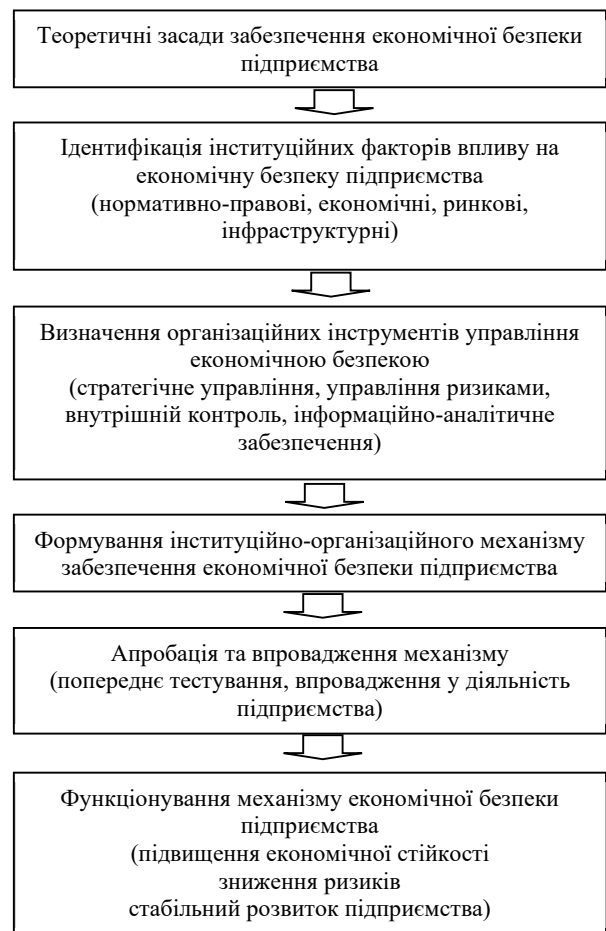 Теоретичні засади забезпечення економічної безпеки
підприємства
Ідентифікація інституційних факторів впливу на
економічну безпеку підприємства
(нормативно-правові, економічні, ринкові,
інфраструктурні)
Визначення організаційних інструментів управління
економічною безпекою
(стратегічне управління, управління ризиками,
внутрішній контроль, інформаційно-аналітичне
забезпечення)
Формування інституційно-організаційного механізму
забезпечення економічної безпеки підприємства
Апробація та впровадження механізму
(попереднє тестування, впровадження у діяльність
підприємства)
Функціонування механізму економічної безпеки
підприємства
(підвищення економічної стійкості
зниження ризиків
стабільний розвиток підприємства)